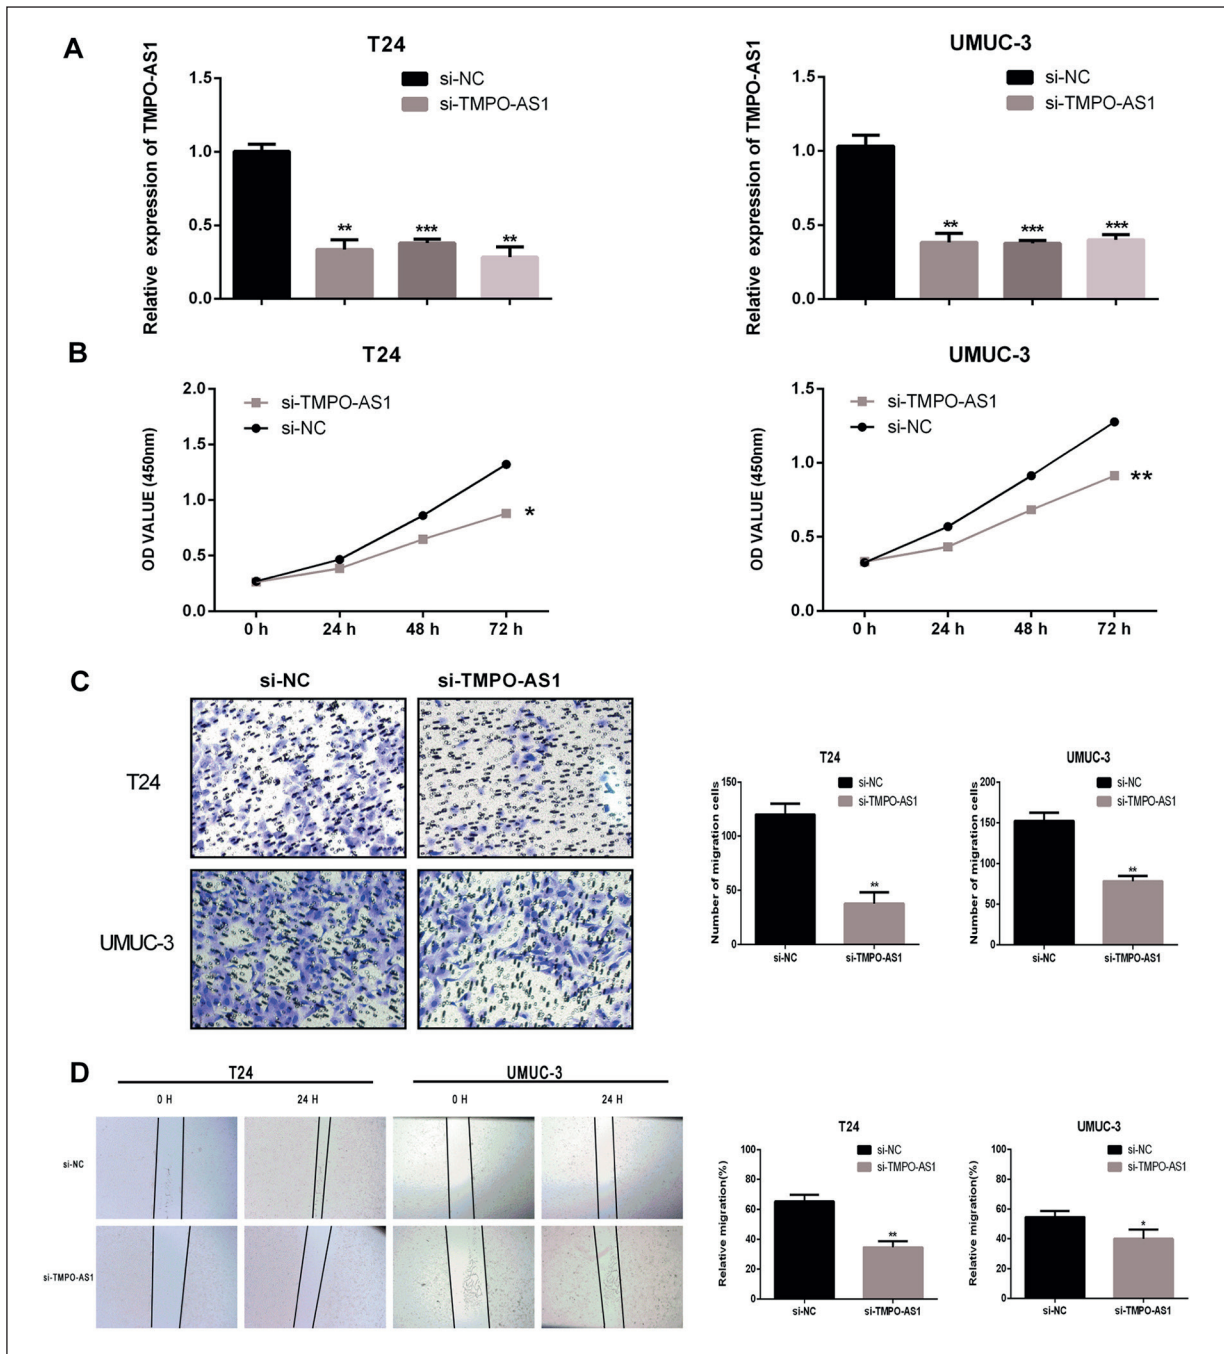 A
T24
UMUC-3
Relative expression of TMPO-AS1
1.5
1.0
0.5
0.0
si-NC
si-TMPO-AS1
**
***
**
Relative expression of TMPO-AS1
1.5
1.0
0.5
0.0
si-NC
si-TMPO-AS1
**
***
***
B
T24
UMUC-3
OD VALUE (450nm)
2.0
1.5
1.0
0.5
0.0
si-TMPO-AS1
si-NC
*
0 h 24 h 48 h 72 h
OD VALUE (450nm)
1.5
1.0
0.5
0.0
si-TMPO-AS1
si-NC
**
0 h 24 h 48 h 72 h
C
si-NC si-TMPO-AS1
T24
UMUC-3
T24
Number of migration cells
150
100
50
0
si-NC
si-TMPO-AS1
**
si-NC si-TMPO-AS1
UMUC-3
Number of migration cells
200
150
100
50
0
si-NC
si-TMPO-AS1
**
si-NC si-TMPO-AS1
D
T24 UMUC-3
0 H 24 H 0 H 24 H
si-NC
si-TMPO-AS1
T24
Relative migration(%)
100
80
60
40
20
0
si-NC
si-TMPO-AS1
**
si-NC si-TMPO-AS1
UMUC-3
Relative migration(%)
100
80
60
40
20
0
si-NC
si-TMPO-AS1
*
si-NC si-TMPO-AS1